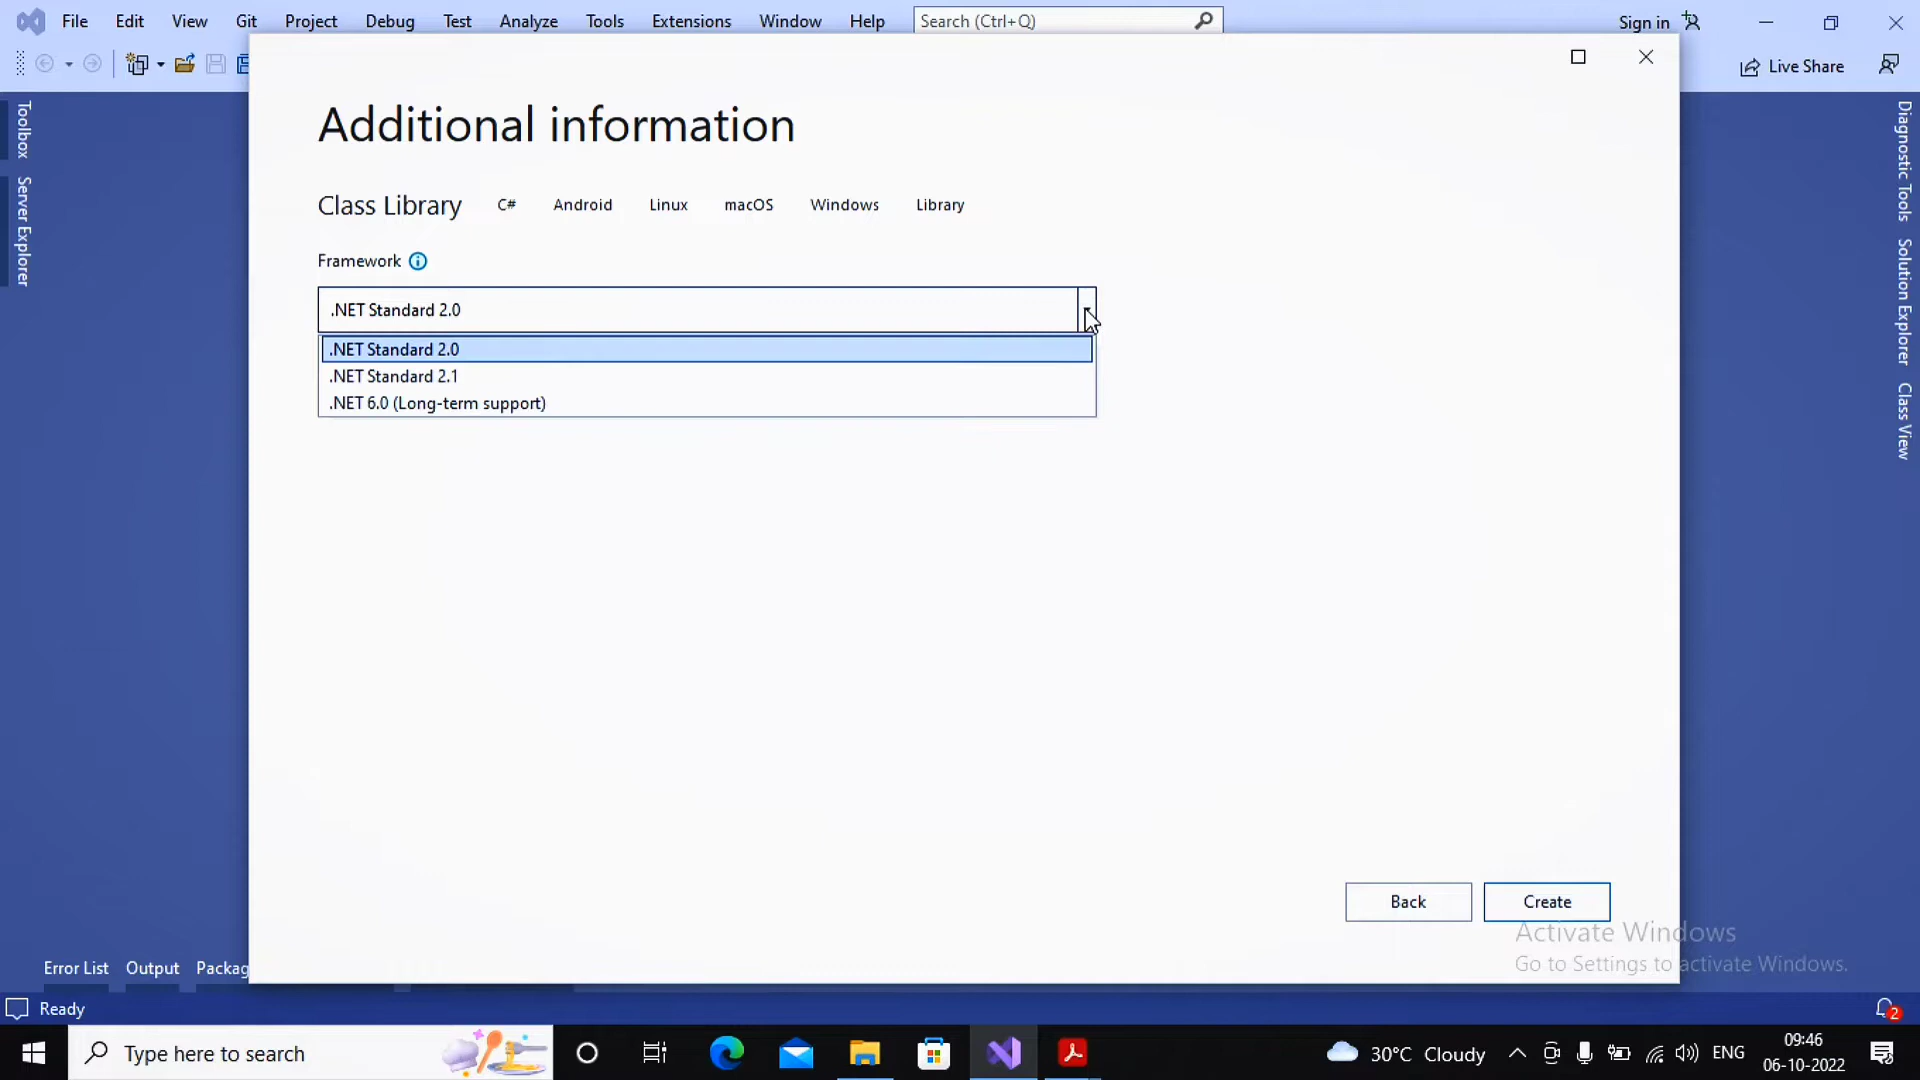 File Edit View Git Project Debug Test Analyze Tools Extensions Window Help Search (Ctrl+Q) Sign in
Live Share
Toolbox
Server Explorer
Diagnostic Tools
Solution Explorer
Class View
Additional information
Class Library C# Android Linux macOS Windows Library
Framework
.NET Standard 2.0
.NET Standard 2.0
.NET Standard 2.1
.NET 6.0 (Long-term support)
Back Create
Activate Windows
Go to Settings to activate Windows.
Error List Output Packag
Ready 2
Type here to search 30°C Cloudy ENG 09:46
06-10-2022